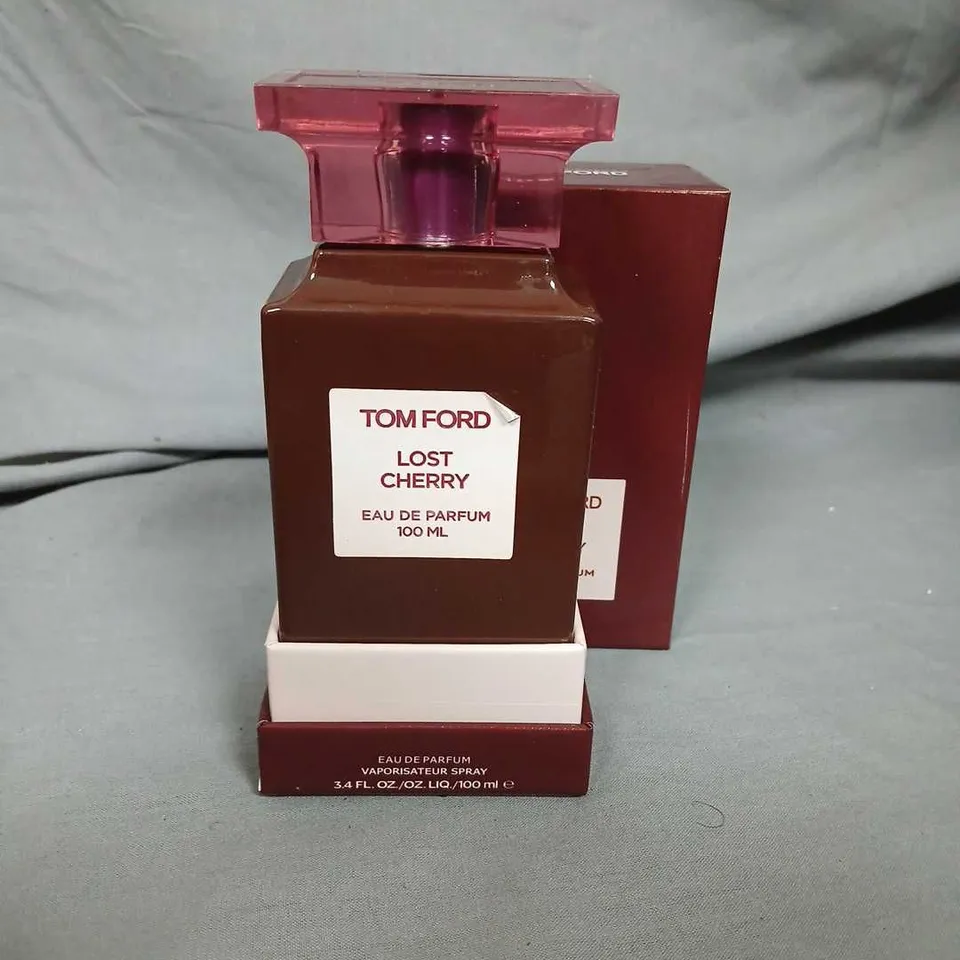 TOM FORD
LOST
CHERRY
EAU DE PARFUM
100 ML
EAU DE PARFUM
VAPORISATEUR SPRAY
3.4 FL. OZ./OZ. LIQ./100 ml ℮